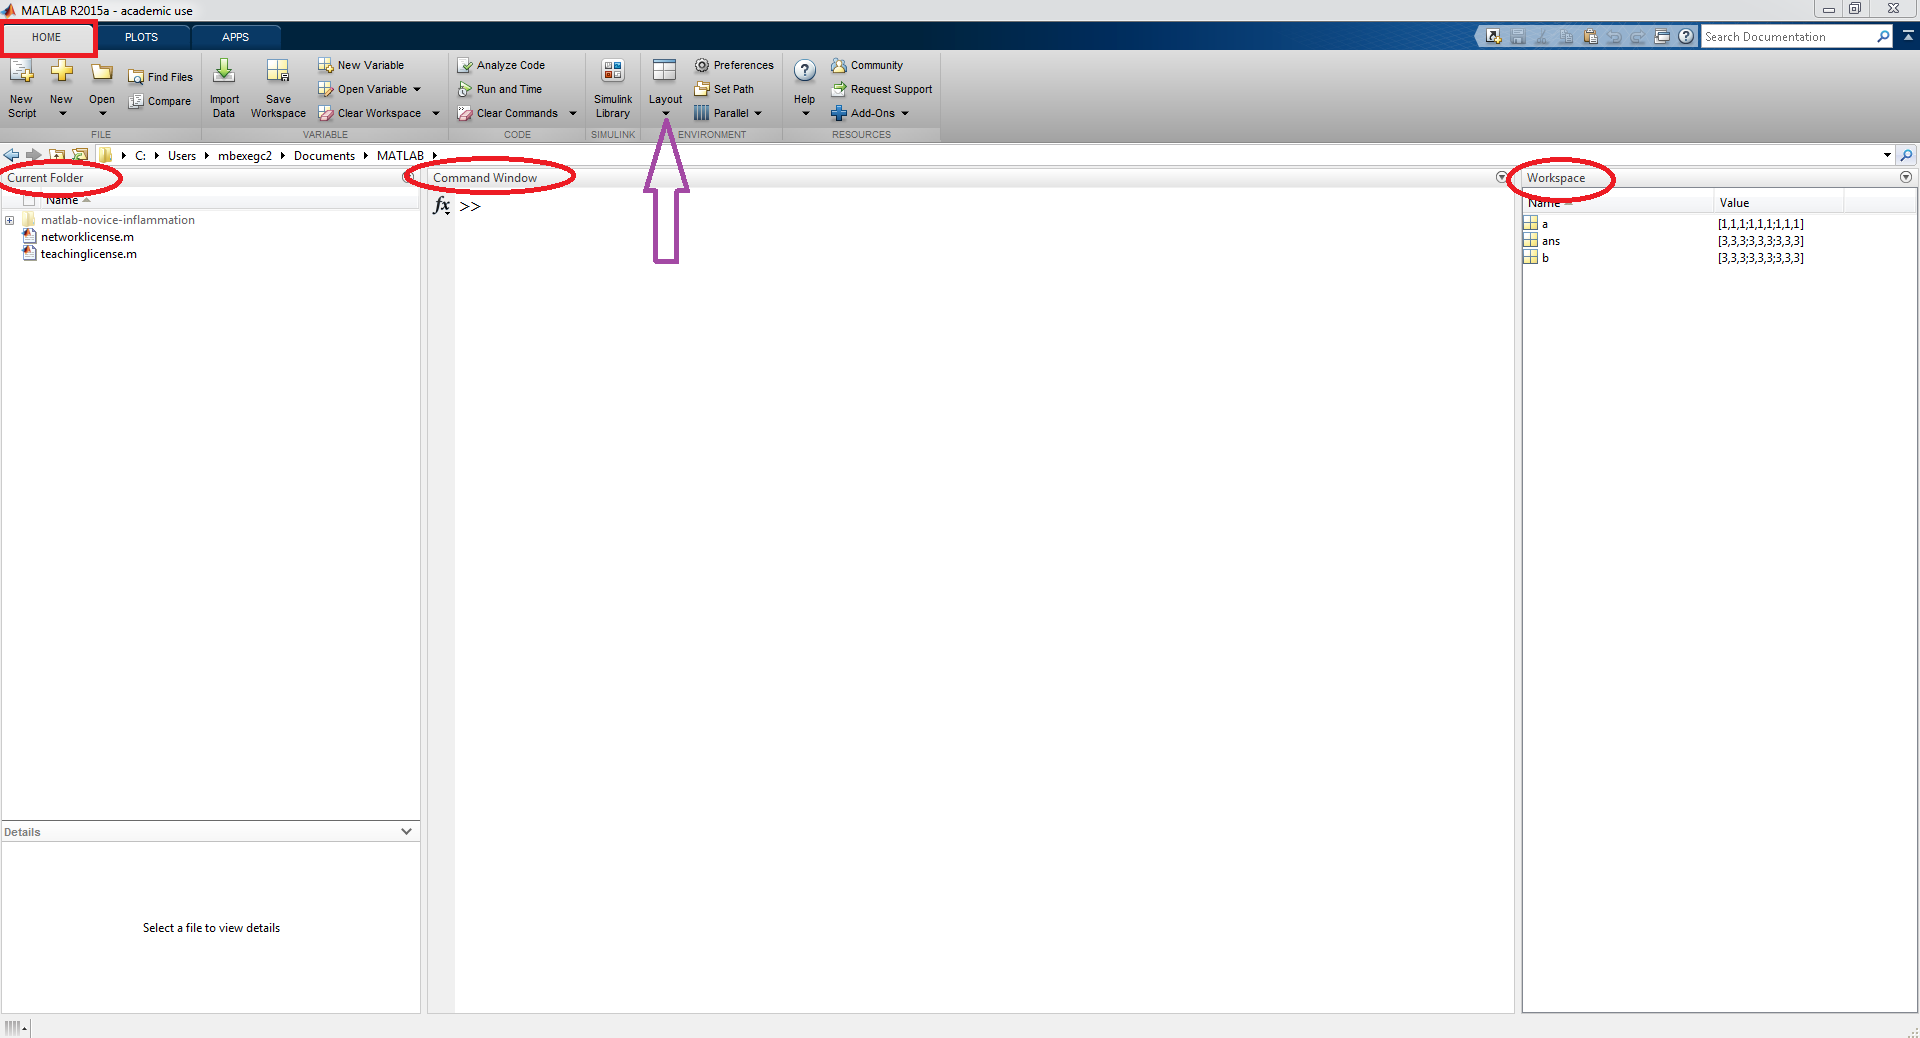 MATLAB R2015a - academic use
HOME PLOTS APPS
Search Documentation
New Script
New
Open
Find Files
Compare
FILE
Import Data
Save Workspace
New Variable
Open Variable
Clear Workspace
VARIABLE
Analyze Code
Run and Time
Clear Commands
CODE
Simulink Library
SIMULINK
Layout
Preferences
Set Path
Parallel
ENVIRONMENT
Help
Community
Request Support
Add-Ons
RESOURCES
C: Users mbexegc2 Documents MATLAB
Current Folder
Name
matlab-novice-inflammation
networklicense.m
teachinglicense.m
Details
Select a file to view details
Command Window
fx >>
Workspace
Name Value
a [1,1,1;1,1,1;1,1,1]
ans [3,3,3;3,3,3;3,3,3]
b [3,3,3;3,3,3;3,3,3]